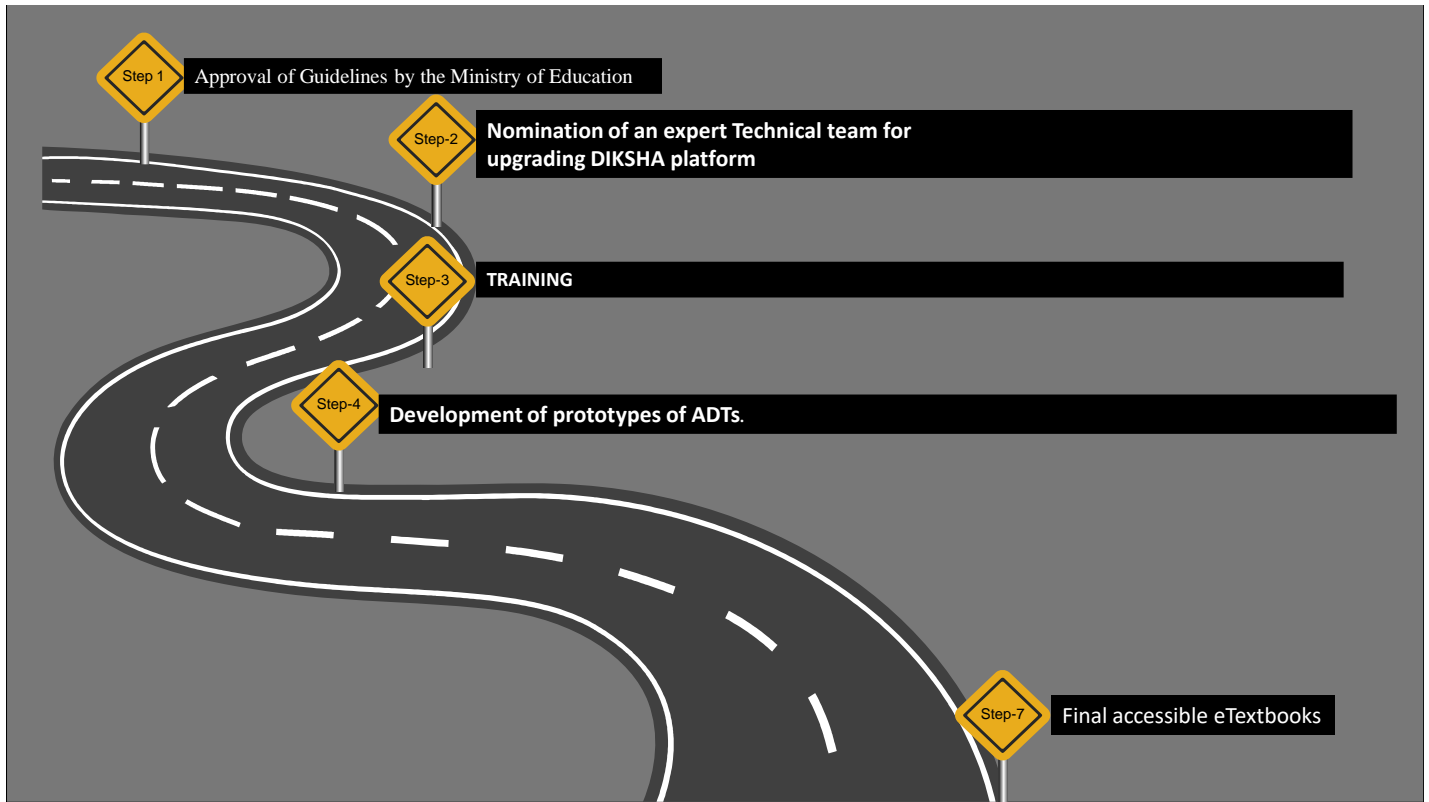 Step 1
Approval of Guidelines by the Ministry of Education
Step-2
Nomination of an expert Technical team for
upgrading DIKSHA platform
Step-3
TRAINING
Step-4
Development of prototypes of ADTs.
Step-7
Final accessible eTextbooks